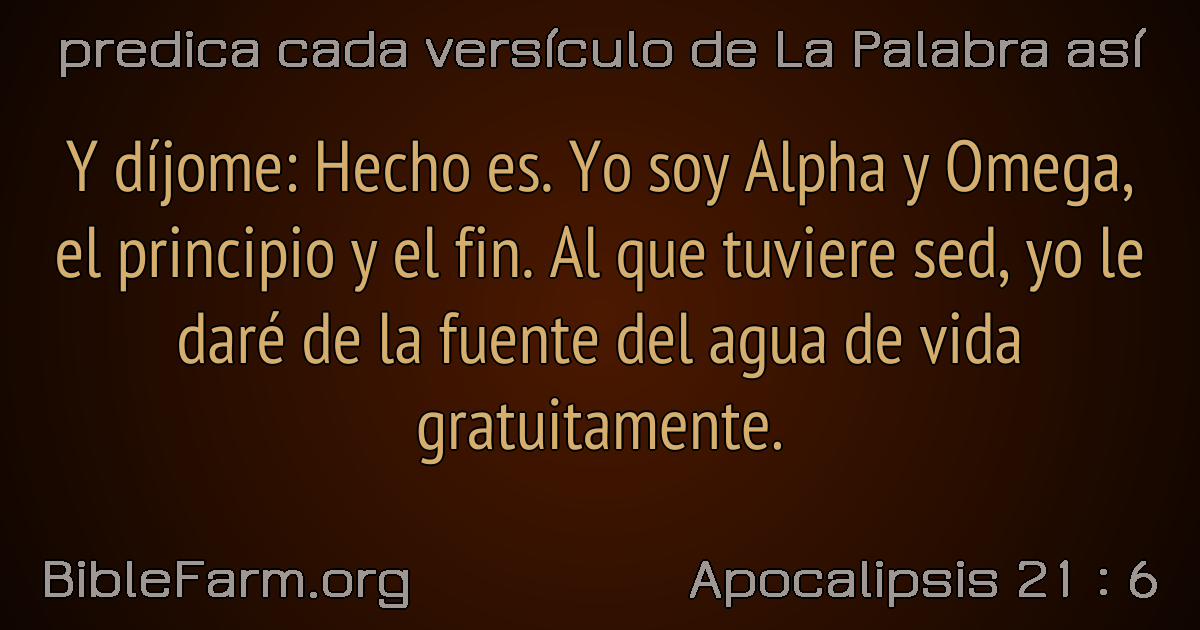 predica cada versículo de La Palabra así
Y díjome: Hecho es. Yo soy Alpha y Omega,
el principio y el fin. Al que tuviere sed, yo le
daré de la fuente del agua de vida
gratuitamente.
BibleFarm.org
Apocalipsis 21 : 6